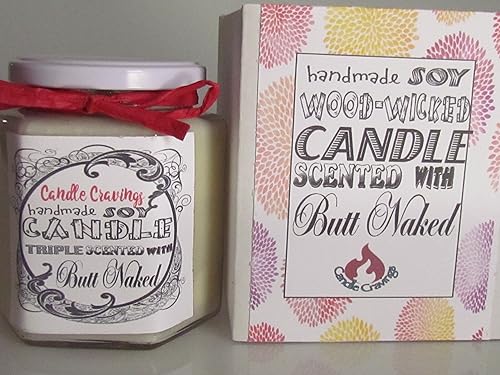 Candle Cravings
handmade SOY
CANDLE
TRIPLE SCENTED WITH
Butt Naked
handmade SOY
WOOD-WICKED
CANDLE
SCENTED WITH
Butt Naked
Candle Cravings